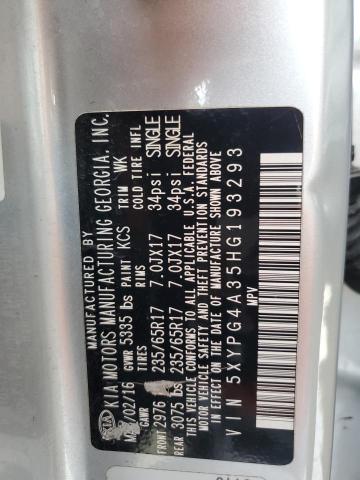 MANUFACTURED BY
KIA MOTORS MANUFACTURING GEORGIA, INC.
KIA
/02/16 GVWR 5335 lbs PAINT KCS TRIM WK
GAWR TIRES RIMS COLD TIRE INFL
FRONT 2976 235/65R17 7.0JX17 34psi SINGLE
REAR 3075 lbs 235/65R17 7.0JX17 34psi SINGLE
THIS VEHICLE CONFORMS TO ALL APPLICABLE U.S.A. FEDERAL
MOTOR VEHICLE SAFETY AND THEFT PREVENTION STANDARDS
IN EFFECT ON THE DATE OF MANUFACTURE SHOWN ABOVE.
VIN 5XYPG4A35HG193293
MPV